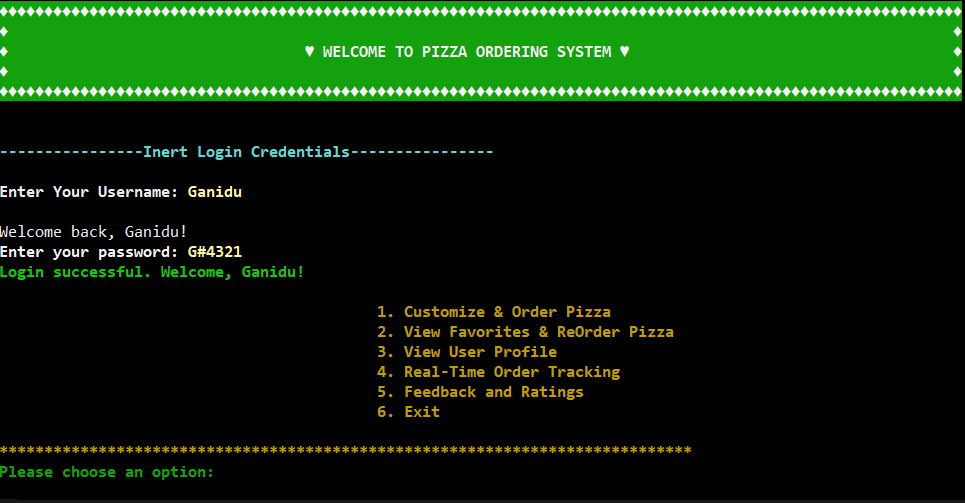 ♦♦♦♦♦♦♦♦♦♦♦♦♦♦♦♦♦♦♦♦♦♦♦♦♦♦♦♦♦♦♦♦♦♦♦♦♦♦♦♦♦♦♦♦♦♦♦♦♦♦♦♦♦♦♦♦♦♦♦♦♦♦♦♦♦♦♦♦♦♦♦♦♦♦♦♦♦♦♦♦♦♦♦♦♦♦♦♦♦♦♦♦♦♦♦♦♦♦♦♦♦♦♦♦♦♦♦
♦ ♦
♦ ♥ WELCOME TO PIZZA ORDERING SYSTEM ♥ ♦
♦ ♦
♦♦♦♦♦♦♦♦♦♦♦♦♦♦♦♦♦♦♦♦♦♦♦♦♦♦♦♦♦♦♦♦♦♦♦♦♦♦♦♦♦♦♦♦♦♦♦♦♦♦♦♦♦♦♦♦♦♦♦♦♦♦♦♦♦♦♦♦♦♦♦♦♦♦♦♦♦♦♦♦♦♦♦♦♦♦♦♦♦♦♦♦♦♦♦♦♦♦♦♦♦♦♦♦♦♦♦
----------------Inert Login Credentials----------------
Enter Your Username: Ganidu
Welcome back, Ganidu!
Enter your password: G#4321
Login successful. Welcome, Ganidu!
1. Customize & Order Pizza
2. View Favorites & ReOrder Pizza
3. View User Profile
4. Real-Time Order Tracking
5. Feedback and Ratings
6. Exit
*****************************************************************************
Please choose an option: